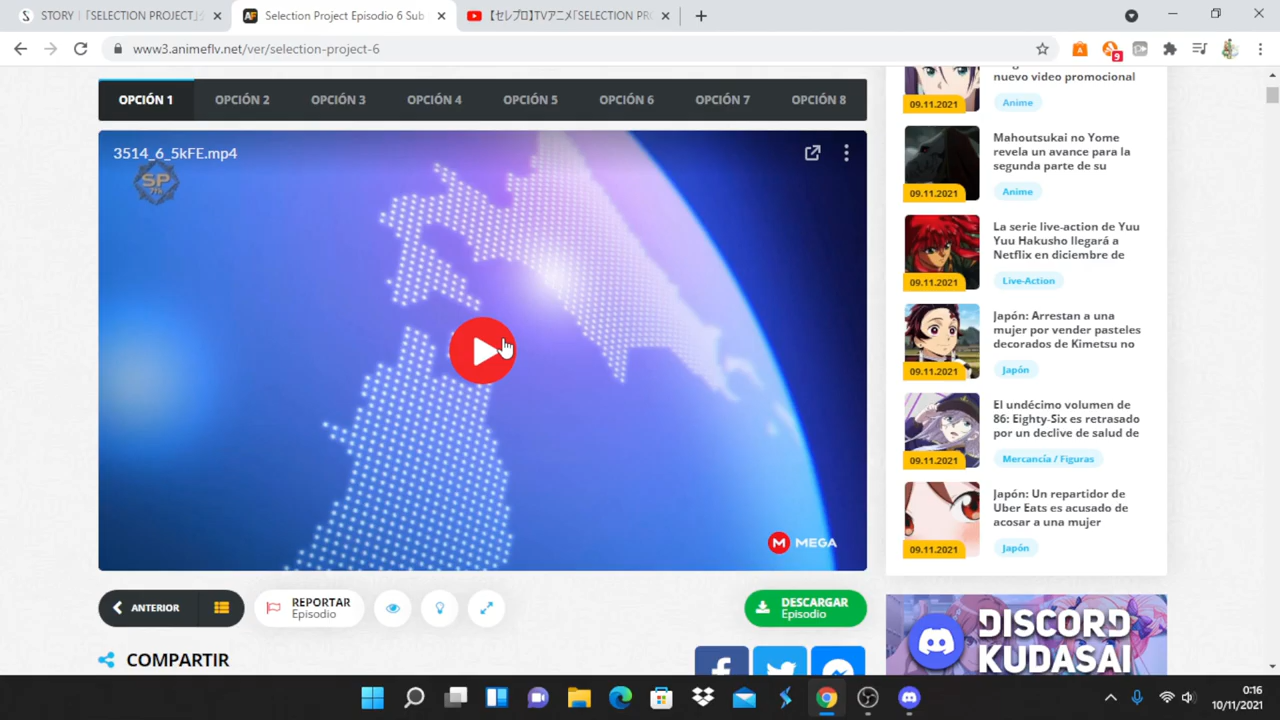 STORY | 「SELECTION PROJECT」
Selection Project Episodio 6 Sub
【セレプロ】TVアニメ「SELECTION PRO
www3.animeflv.net/ver/selection-project-6
9
OPCIÓN 1
OPCIÓN 2
OPCIÓN 3
OPCIÓN 4
OPCIÓN 5
OPCIÓN 6
OPCIÓN 7
OPCIÓN 8
3514_6_5kFE.mp4
SP
MEGA
ANTERIOR
REPORTAR
Episodio
DESCARGAR
Episodio
COMPARTIR
nuevo video promocional
09.11.2021
Anime
Mahoutsukai no Yome
revela un avance para la
segunda parte de su
09.11.2021
Anime
La serie live-action de Yuu
Yuu Hakusho llegará a
Netflix en diciembre de
09.11.2021
Live-Action
Japón: Arrestan a una
mujer por vender pasteles
decorados de Kimetsu no
09.11.2021
Japón
El undécimo volumen de
86: Eighty-Six es retrasado
por un declive de salud de
09.11.2021
Mercancía / Figuras
Japón: Un repartidor de
Uber Eats es acusado de
acosar a una mujer
09.11.2021
Japón
DISCORD
KUDASAI
0:16
10/11/2021